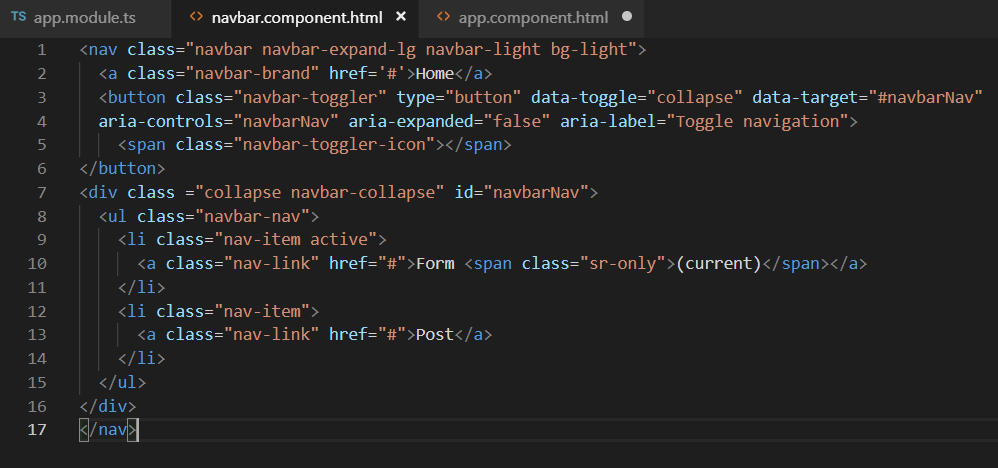 TS app.module.ts <> navbar.component.html × <> app.component.html ●
1 <nav class="navbar navbar-expand-lg navbar-light bg-light">
2 <a class="navbar-brand" href='#'>Home</a>
3 <button class="navbar-toggler" type="button" data-toggle="collapse" data-target="#navbarNav"
4 aria-controls="navbarNav" aria-expanded="false" aria-label="Toggle navigation">
5 <span class="navbar-toggler-icon"></span>
6 </button>
7 <div class ="collapse navbar-collapse" id="navbarNav">
8 <ul class="navbar-nav">
9 <li class="nav-item active">
10 <a class="nav-link" href="#">Form <span class="sr-only">(current)</span></a>
11 </li>
12 <li class="nav-item">
13 <a class="nav-link" href="#">Post</a>
14 </li>
15 </ul>
16 </div>
17 </nav>